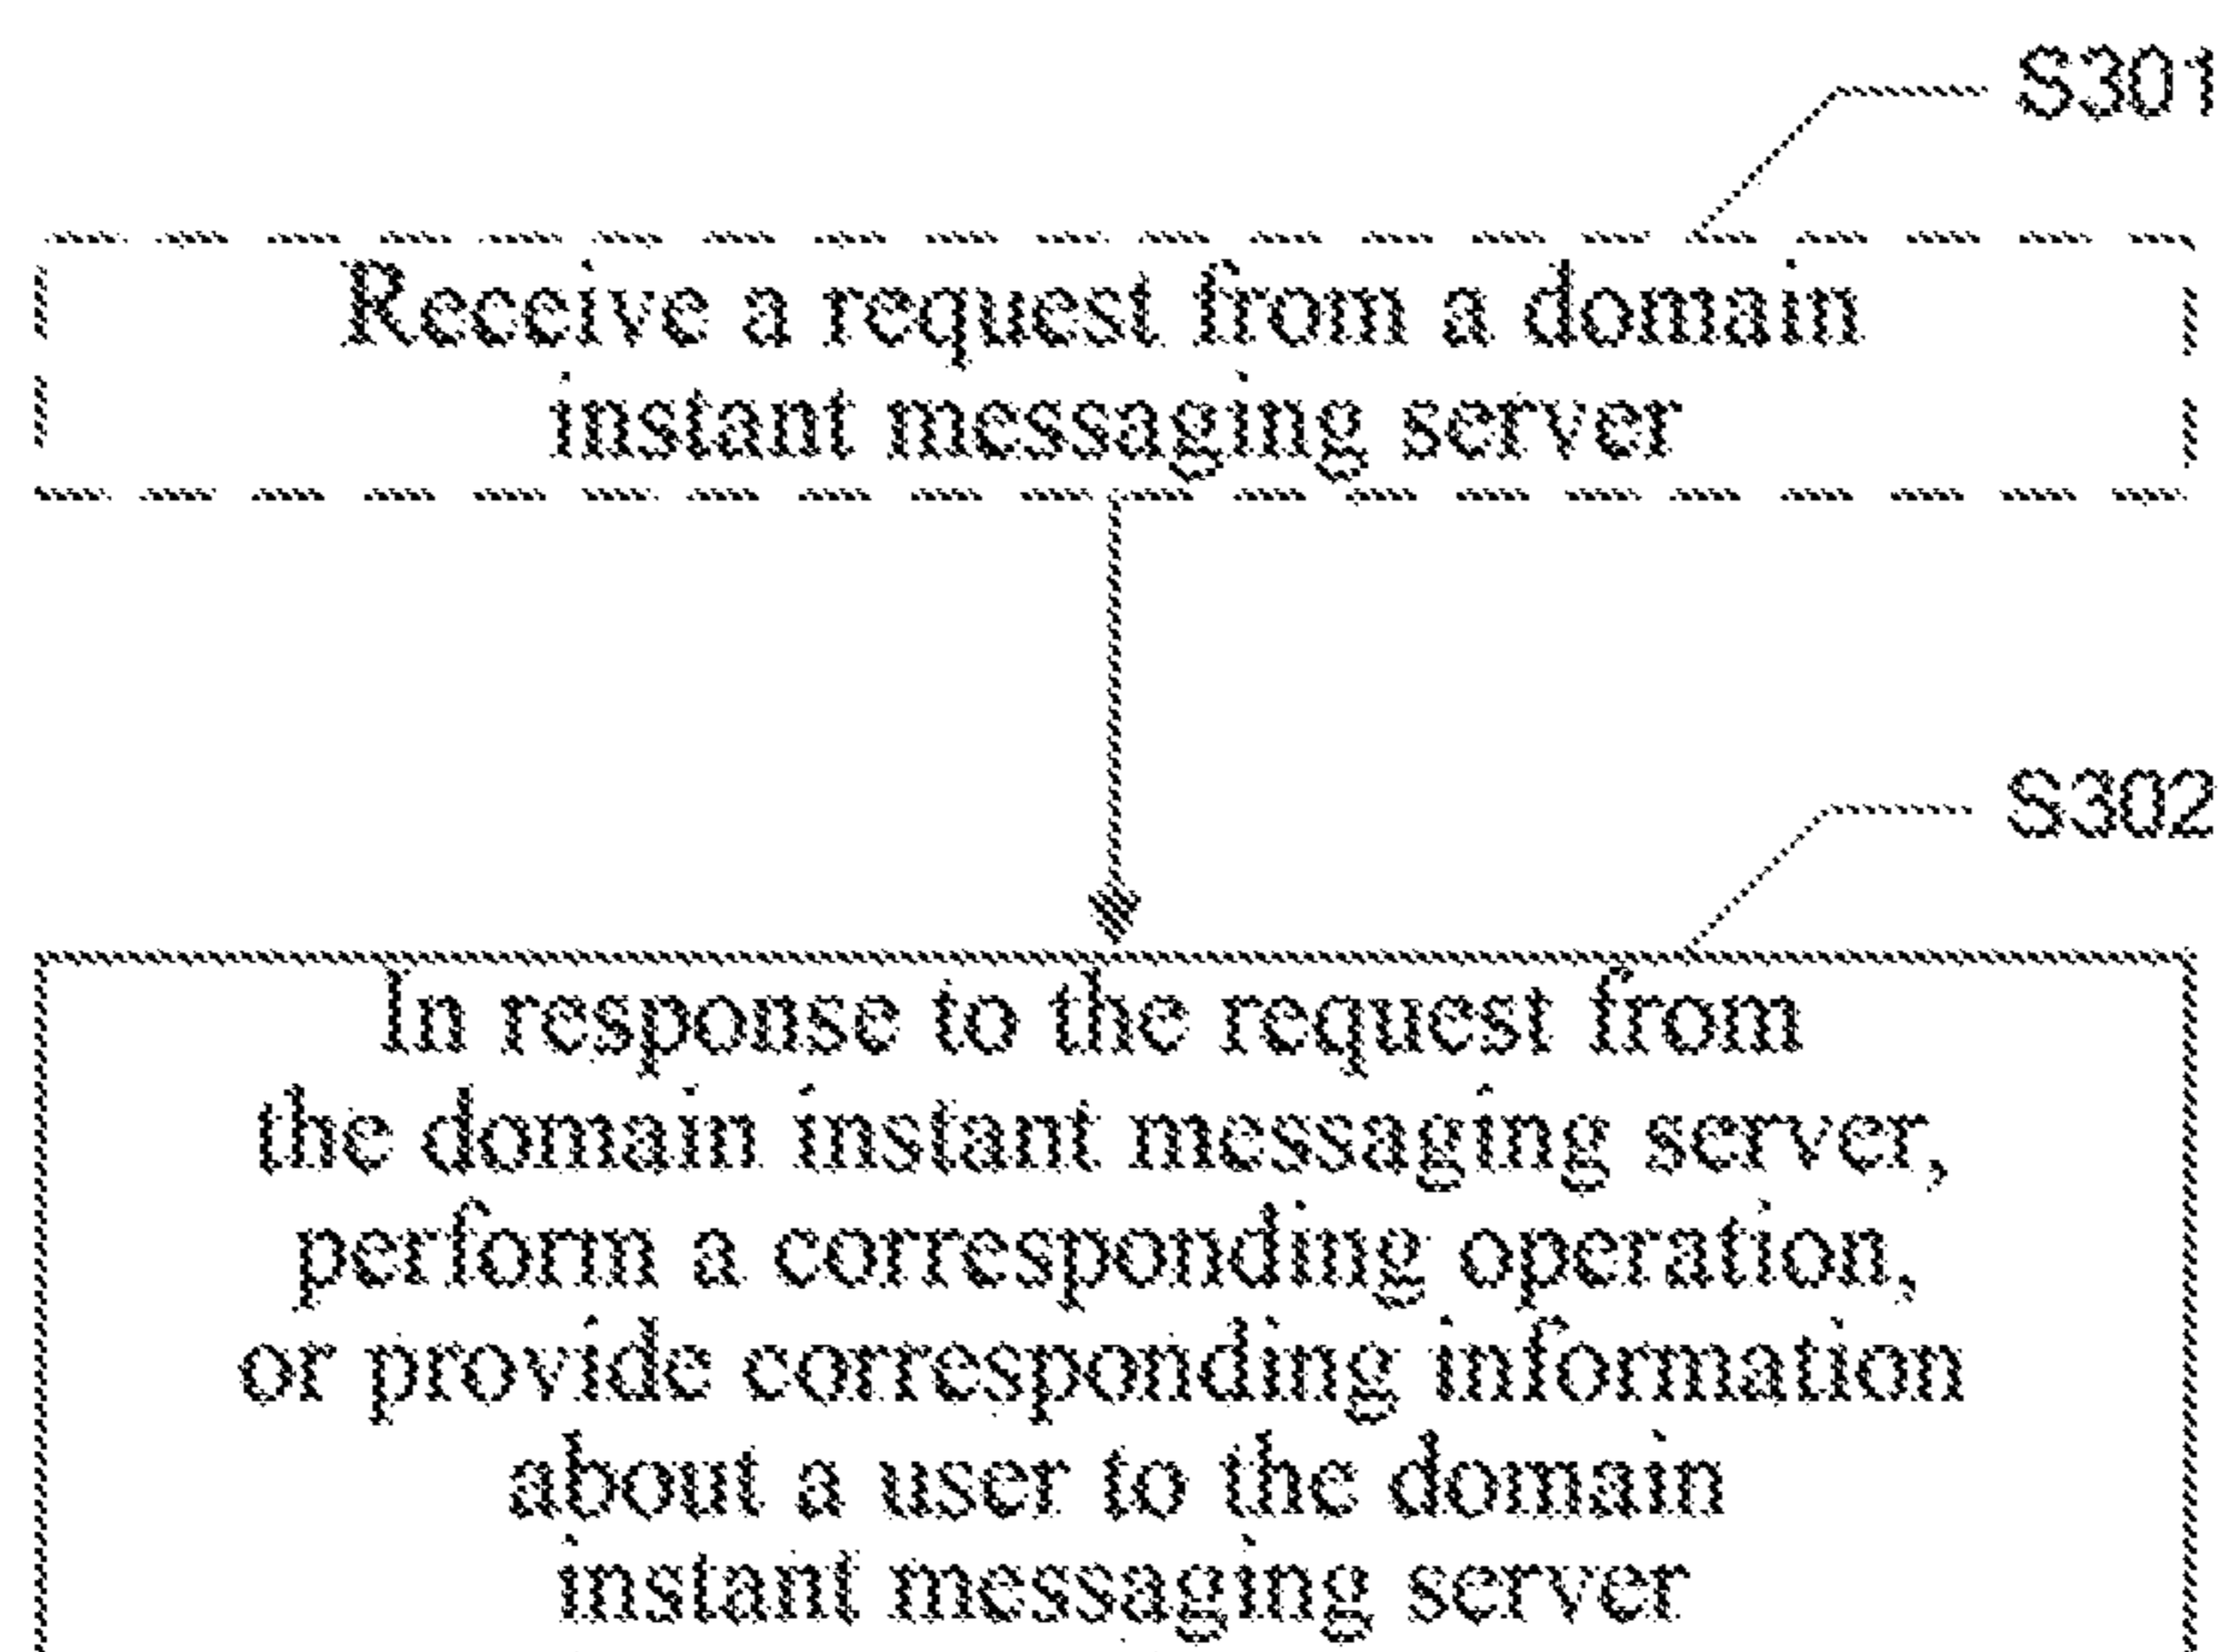 S301
Receive a request from a domain
instant messaging server
S302
In response to the request from
the domain instant messaging server,
perform a corresponding operation,
or provide corresponding information
about a user to the domain
instant messaging server